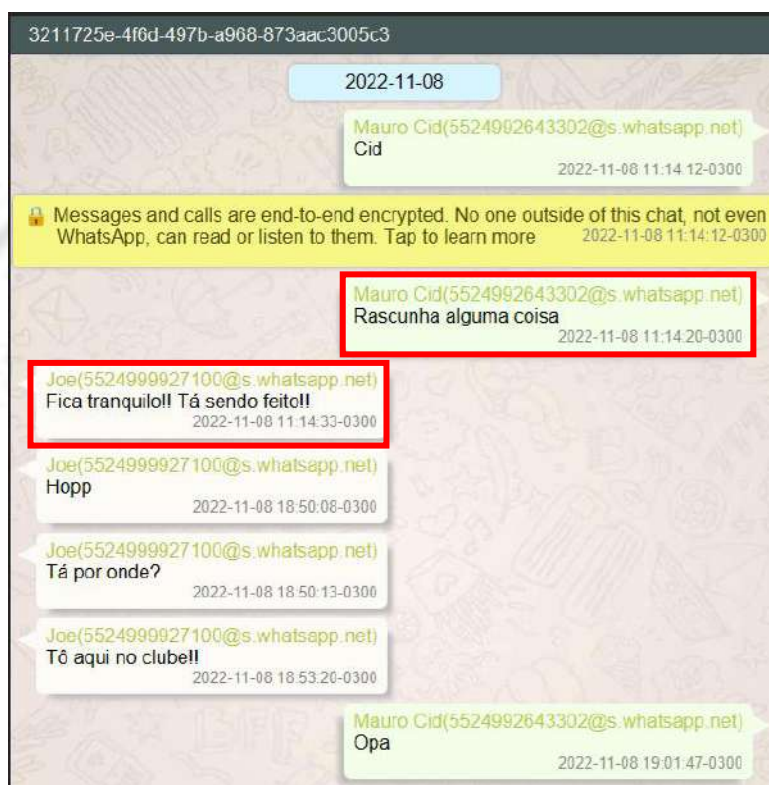 3211725e-4f6d-497b-a968-873aac3005c3
2022-11-08
Mauro Cid(5524992643302@s.whatsapp.net)
Cid
2022-11-08 11:14:12-0300
Messages and calls are end-to-end encrypted. No one outside of this chat, not even
WhatsApp, can read or listen to them. Tap to learn more 2022-11-08 11:14:12-0300
Mauro Cid(5524992643302@s.whatsapp.net)
Rascunha alguma coisa
2022-11-08 11:14:20-0300
Joe(5524999927100@s.whatsapp.net)
Fica tranquilo!! Tá sendo feito!!
2022-11-08 11:14:33-0300
Joe(5524999927100@s.whatsapp.net)
Hopp
2022-11-08 18:50:08-0300
Joe(5524999927100@s.whatsapp.net)
Tá por onde?
2022-11-08 18:50:13-0300
Joe(5524999927100@s.whatsapp.net)
Tô aqui no clube!!
2022-11-08 18:53:20-0300
Mauro Cid(5524992643302@s.whatsapp.net)
Opa
2022-11-08 19:01:47-0300